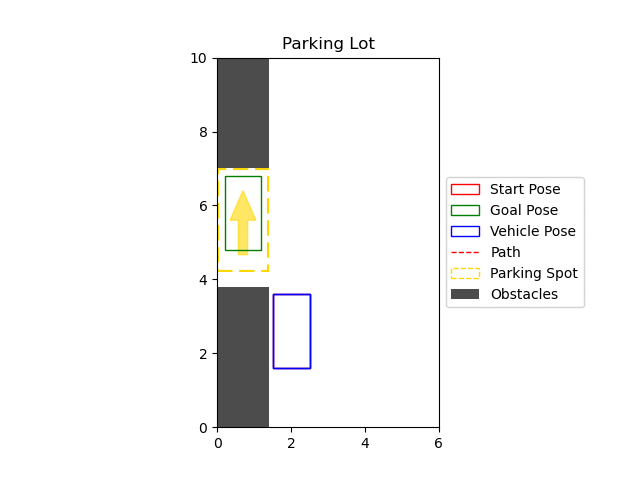 Parking Lot
10
8
6
4
2
0
0 2 4 6
Start Pose
Goal Pose
Vehicle Pose
Path
Parking Spot
Obstacles